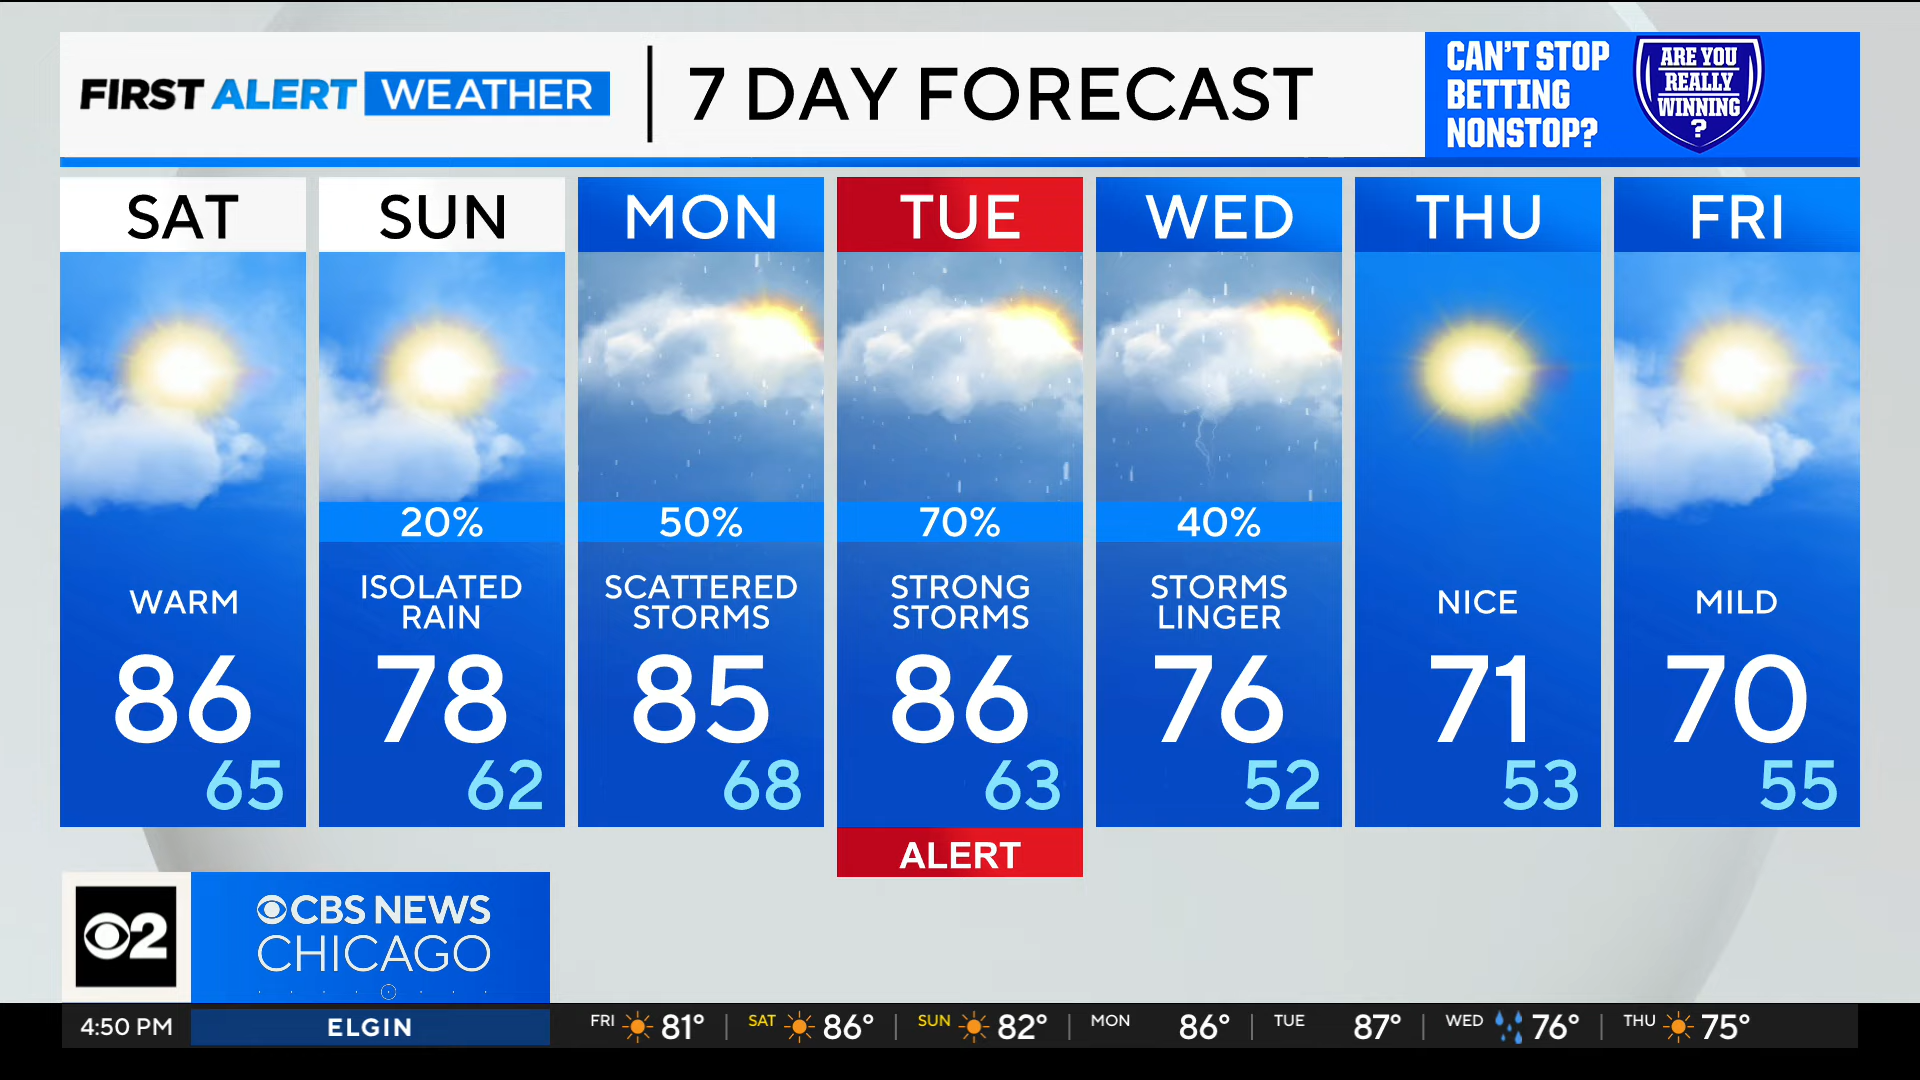 FIRST ALERT WEATHER
7 DAY FORECAST
CAN'T STOP
BETTING
NONSTOP?
ARE YOU
REALLY
WINNING
?
SAT
WARM
86
65
SUN
20%
ISOLATED
RAIN
78
62
MON
50%
SCATTERED
STORMS
85
68
TUE
70%
STRONG
STORMS
86
63
ALERT
WED
40%
STORMS
LINGER
76
52
THU
NICE
71
53
FRI
MILD
70
55
2
CBS NEWS
CHICAGO
4:50 PM
ELGIN
FRI 81° | SAT 86° | SUN 82° | MON 86° | TUE 87° | WED 76° | THU 75°